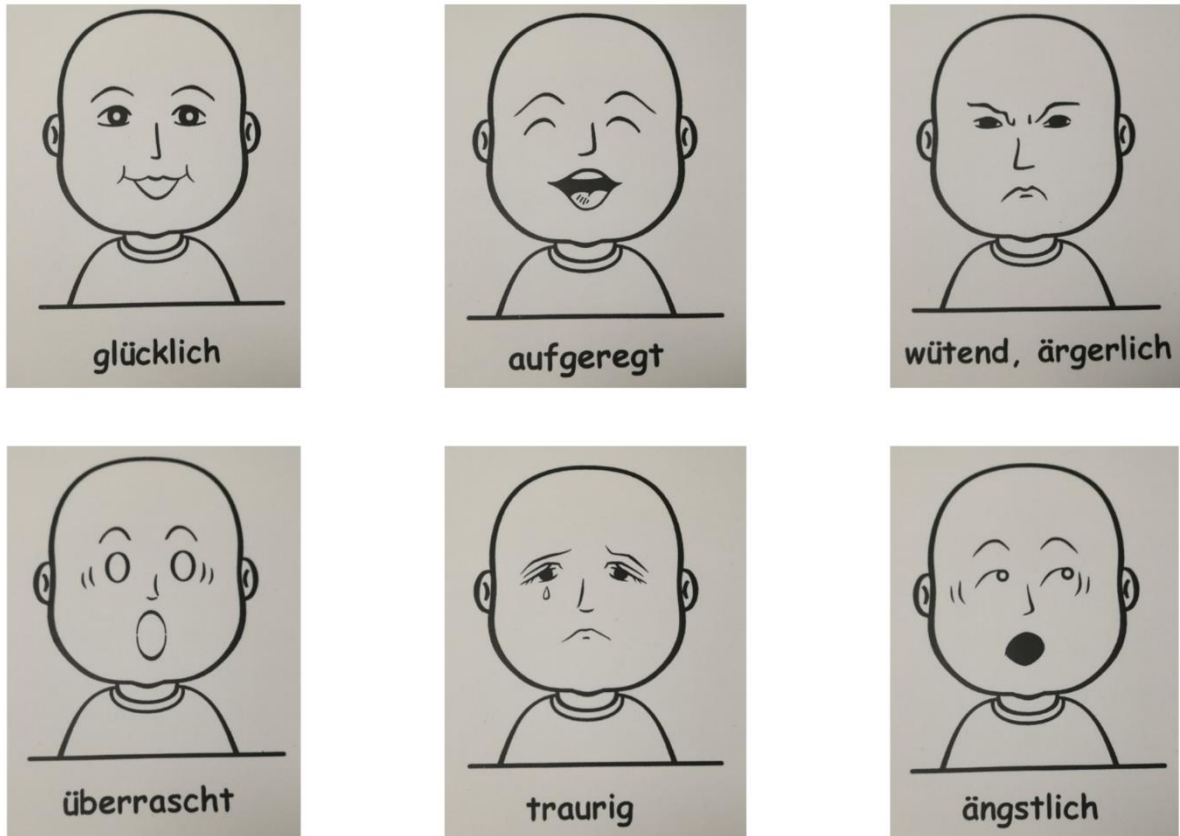 glücklich
aufgeregt
wütend, ärgerlich
überrascht
traurig
ängstlich